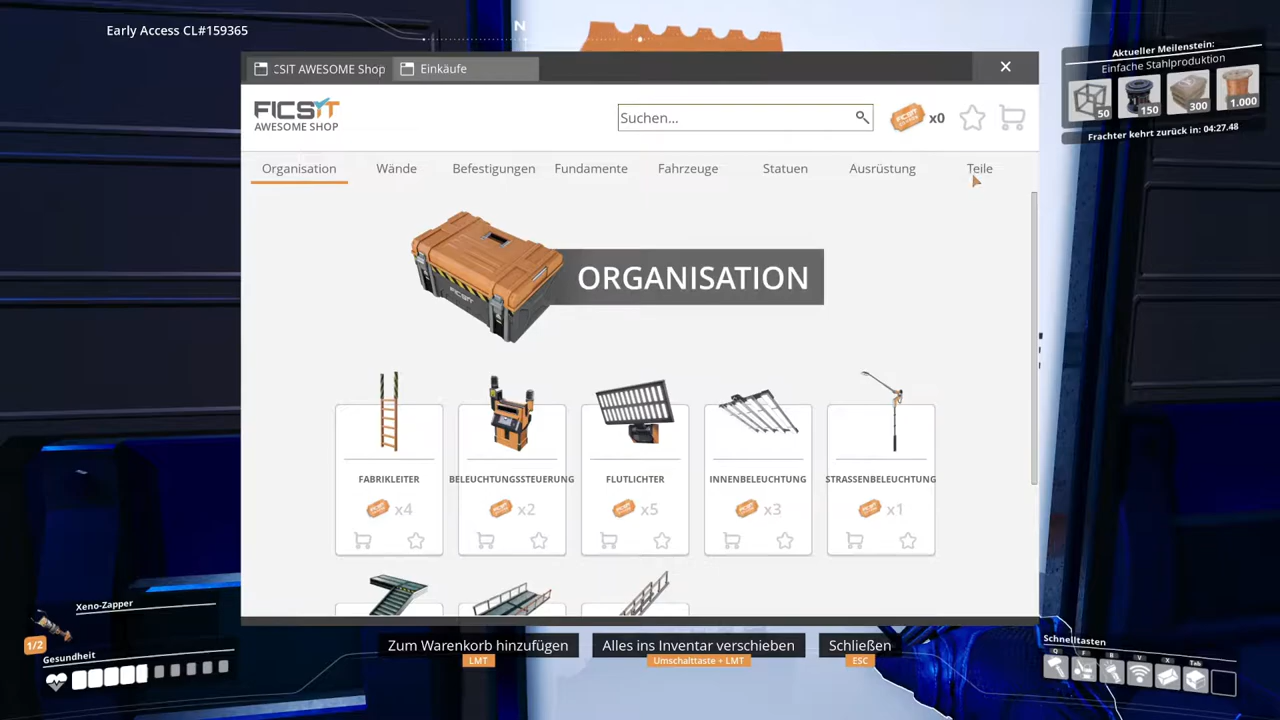 Early Access CL#159365
N
Aktueller Meilenstein:
Einfache Stahlproduktion
50 150 300 1.000
Frachter kehrt zurück in: 04:27.48
CSIT AWESOME Shop
Einkäufe
FICSIT
AWESOME SHOP
Suchen...
x0
Organisation Wände Befestigungen Fundamente Fahrzeuge Statuen Ausrüstung Teile
FICSIT
ORGANISATION
FABRIKLEITER BELEUCHTUNGSSTEUERUNG FLUTLICHTER INNENBELEUCHTUNG STRASSENBELEUCHTUNG
x4 x2 x5 x3 x1
Xeno-Zapper
1/2
Gesundheit
Zum Warenkorb hinzufügen Alles ins Inventar verschieben Schließen
LMT Umschalttaste + LMT ESC
Schnelltasten
Q F B V X Tab